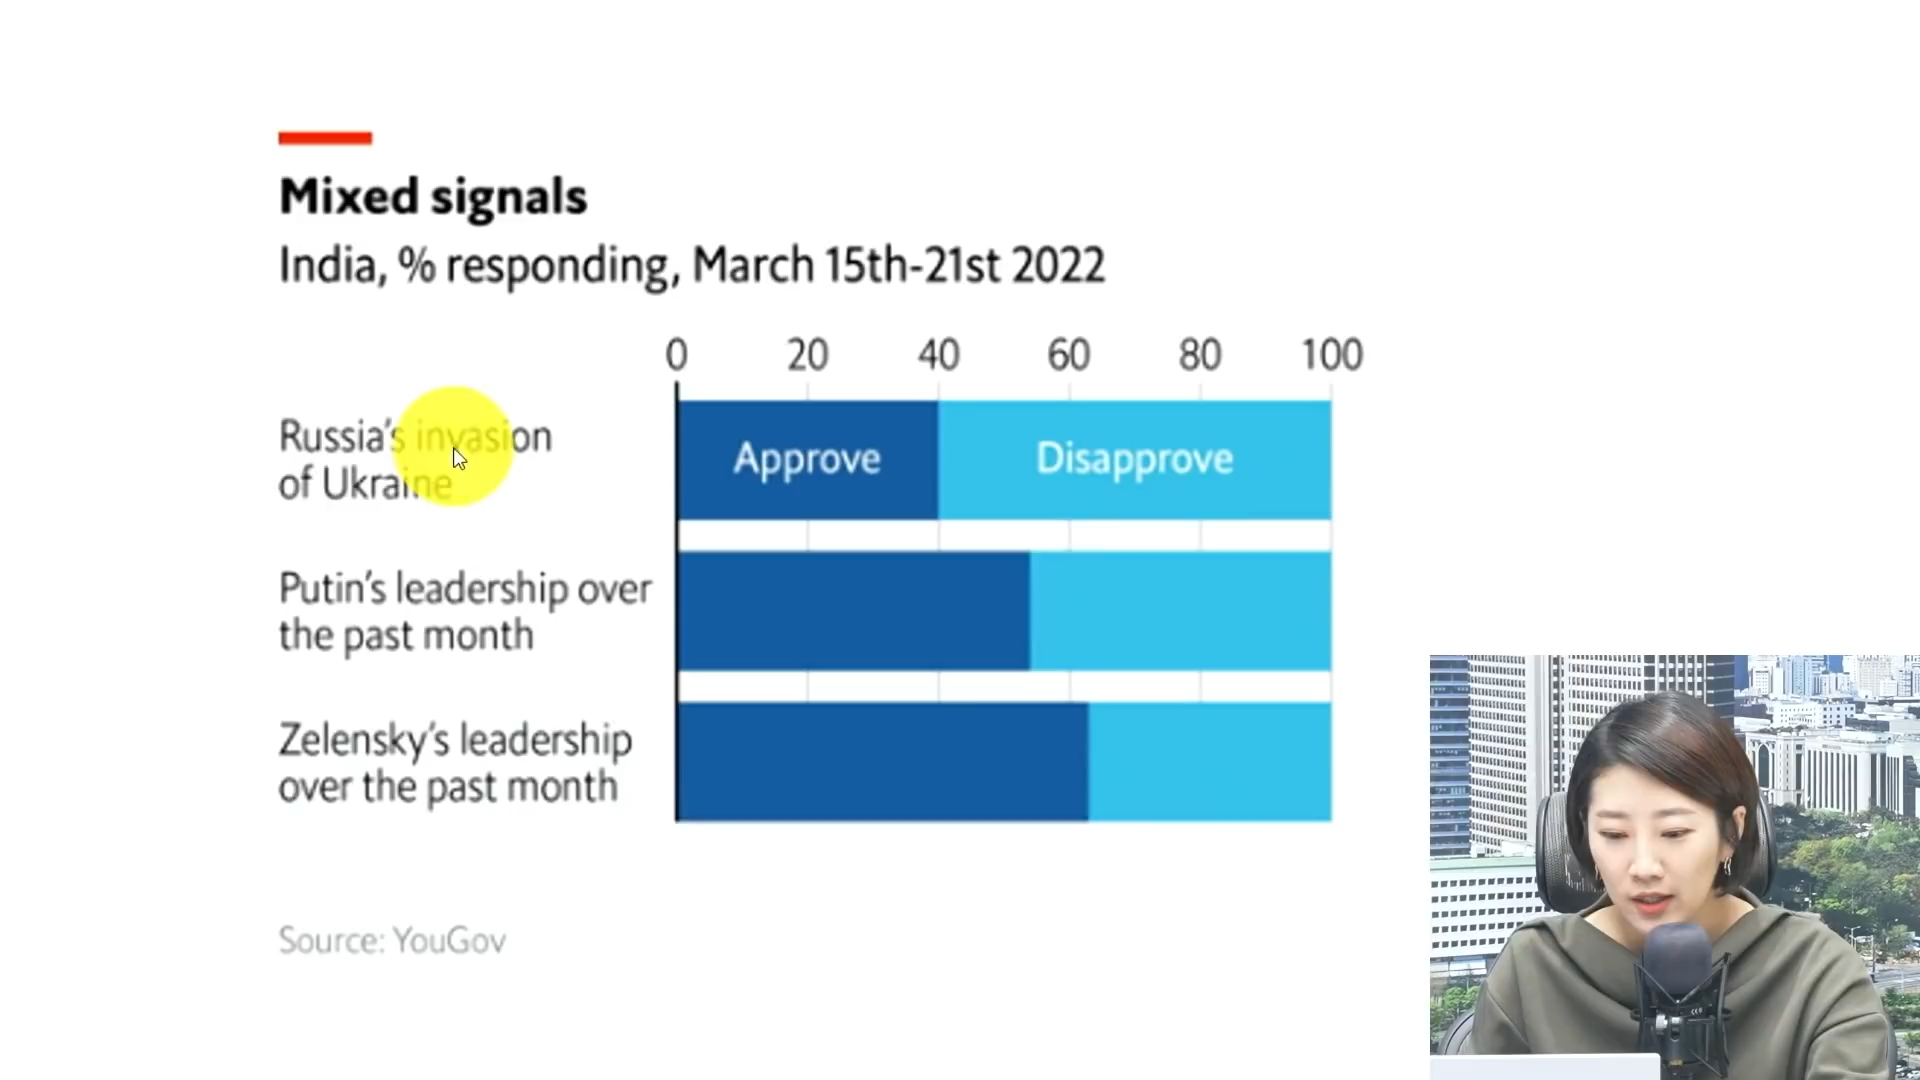 Mixed signals
India, % responding, March 15th-21st 2022
0 20 40 60 80 100
Russia's invasion
of Ukraine
Approve Disapprove
Putin's leadership over
the past month
Zelensky's leadership
over the past month
Source: YouGov